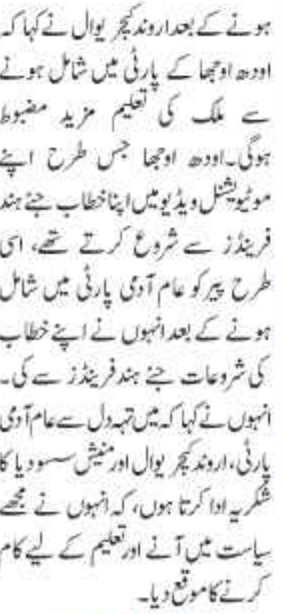 ہونے کے بعد اروند کیجریوال نے کہا کہ
اودھ اوجھا کے پارٹی میں شامل ہونے
سے ملک کی تعلیم مزید مضبوط
ہوگی۔ اودھ اوجھا جس طرح اپنے
موٹیویشنل ویڈیو میں اپنا خطاب جئے ہند
فرینڈز سے شروع کرتے تھے، اسی
طرح پیر کو عام آدمی پارٹی میں شامل
ہونے کے بعد انہوں نے اپنے خطاب
کی شروعات جئے ہند فرینڈز سے کی۔
انہوں نے کہا کہ میں تہہ دل سے عام آدمی
پارٹی، اروند کیجریوال اور منیش سسودیا کا
شکریہ ادا کرتا ہوں، کہ انہوں نے مجھے
سیاست میں آنے اور تعلیم کے لیے کام
کرنے کا موقع دیا۔